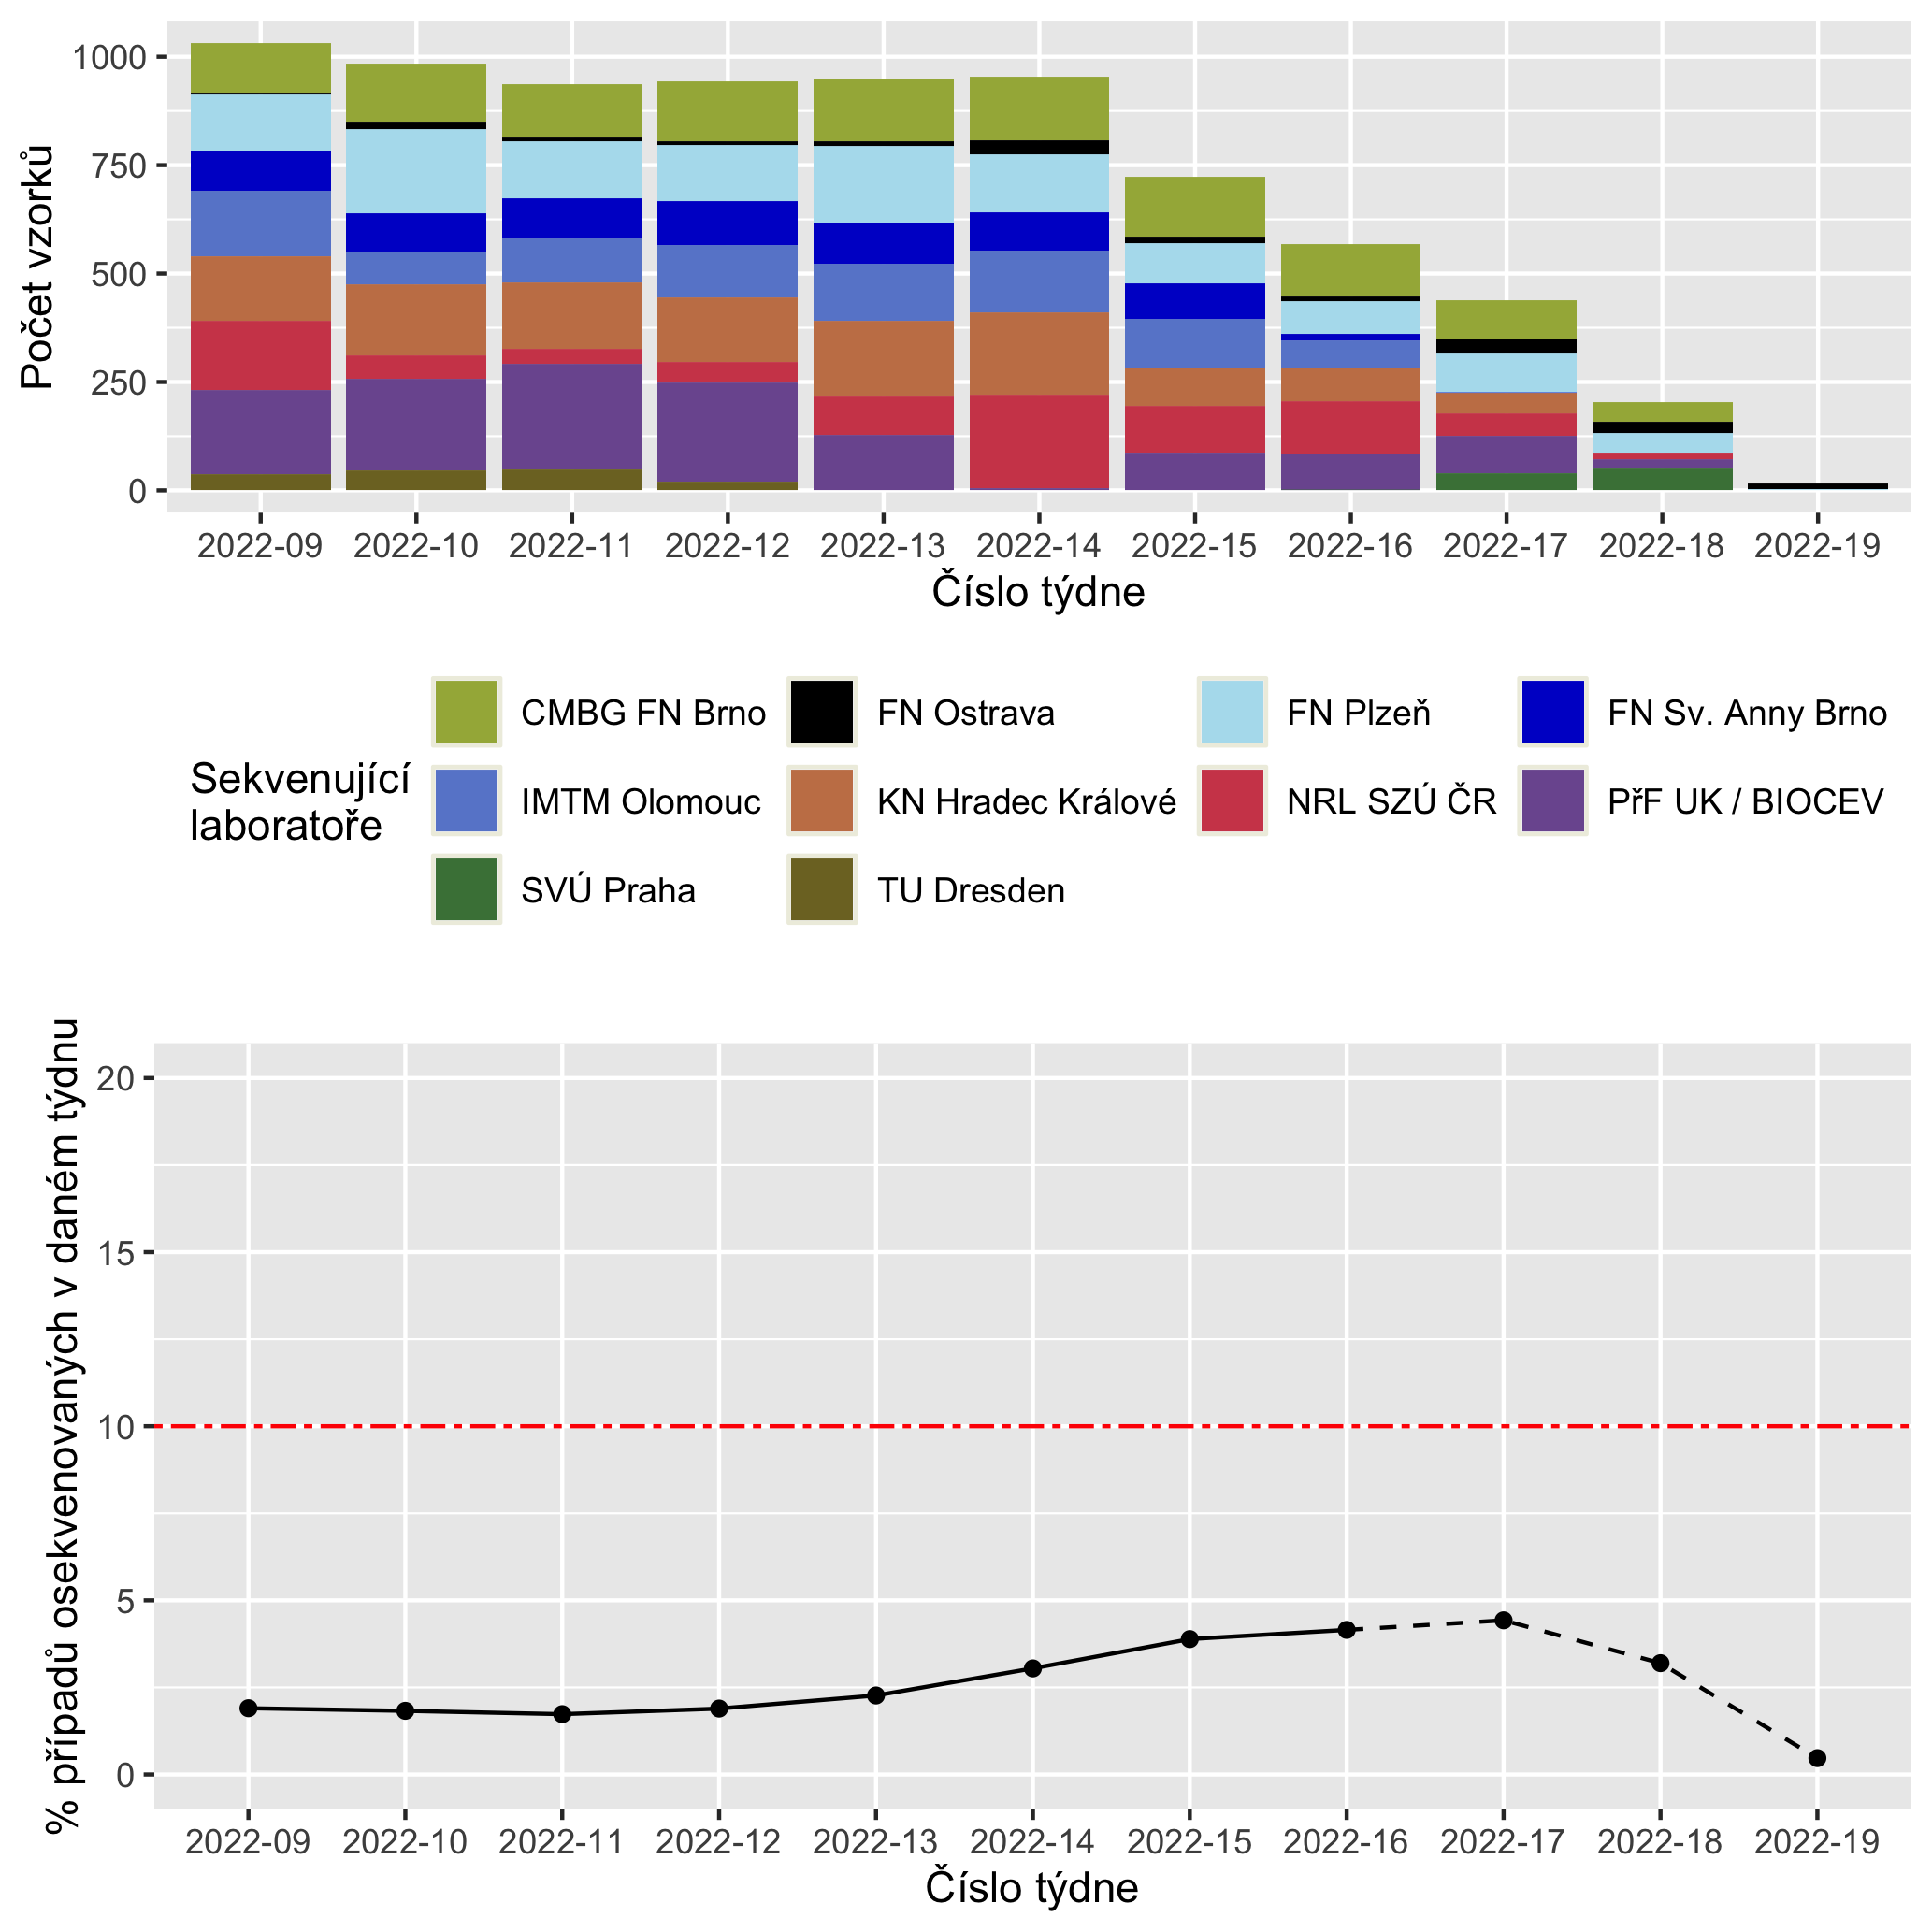 Počet vzorků
1000
750
500
250
0
2022-09 2022-10 2022-11 2022-12 2022-13 2022-14 2022-15 2022-16 2022-17 2022-18 2022-19
Číslo týdne
Sekvenující
laboratoře
CMBG FN Brno FN Ostrava FN Plzeň FN Sv. Anny Brno
IMTM Olomouc KN Hradec Králové NRL SZÚ ČR PřF UK / BIOCEV
SVÚ Praha TU Dresden
% případů osekvenovaných v daném týdnu
20
15
10
5
0
2022-09 2022-10 2022-11 2022-12 2022-13 2022-14 2022-15 2022-16 2022-17 2022-18 2022-19
Číslo týdne